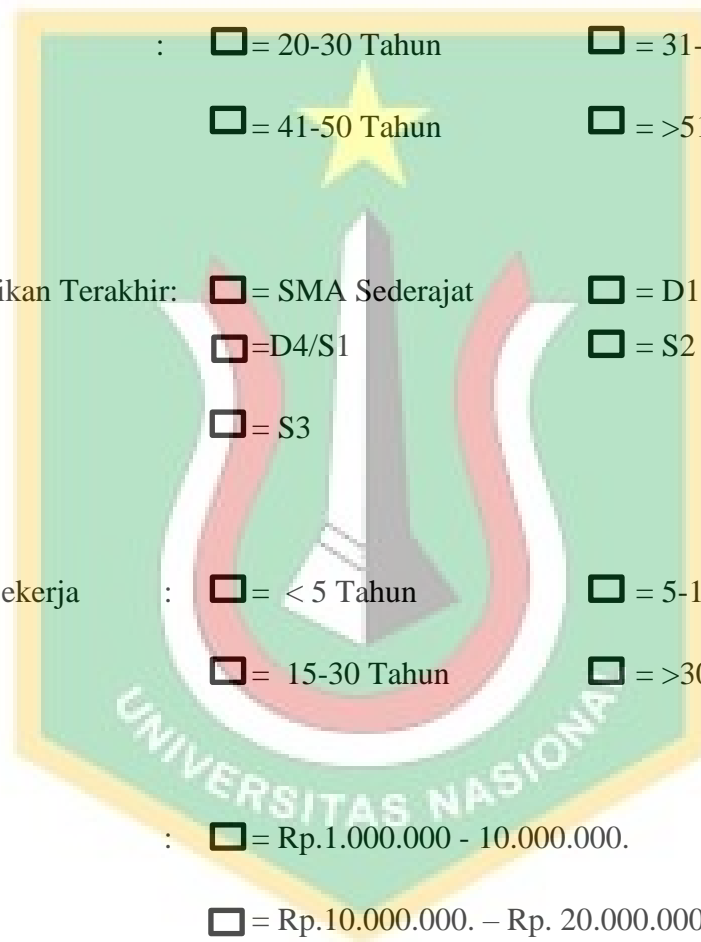 : = 20-30 Tahun = 31-
= 41-50 Tahun = >51
ikan Terakhir: = SMA Sederajat = D1
=D4/S1 = S2
= S3
ekerja : = < 5 Tahun = 5-1
= 15-30 Tahun = >30
UNIVERSITAS NASIONAL
: = Rp.1.000.000 - 10.000.000.
= Rp.10.000.000. – Rp. 20.000.000